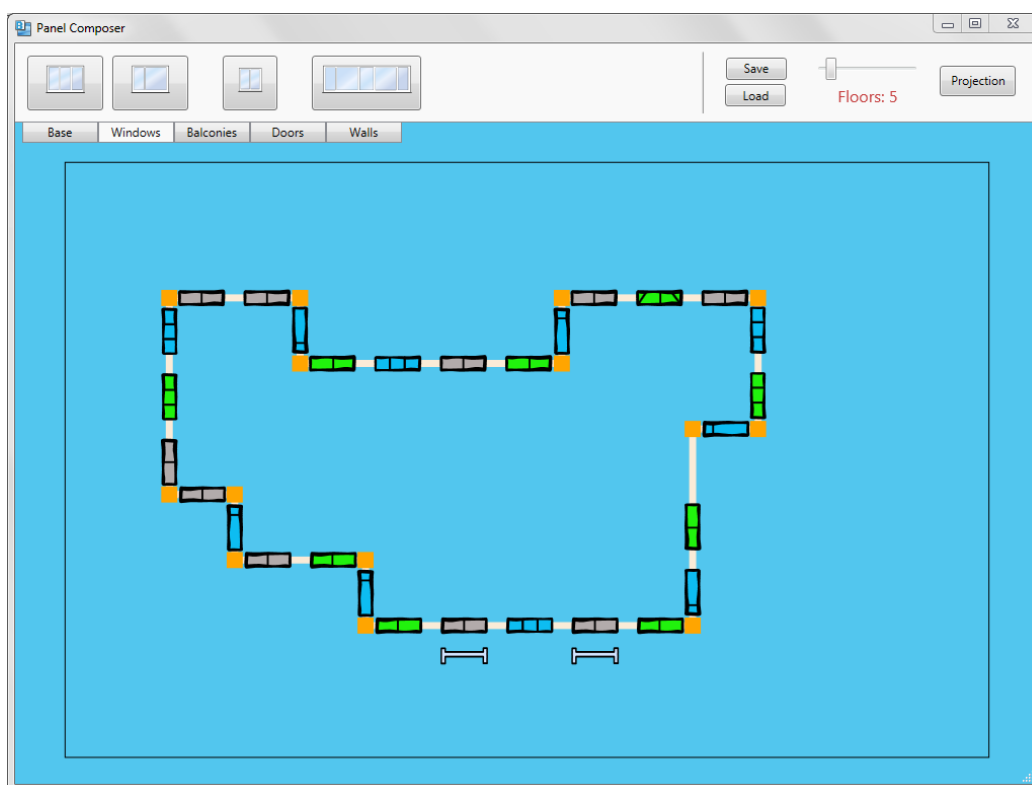 Panel Composer
Save
Load
Floors: 5
Projection
Base Windows Balconies Doors Walls